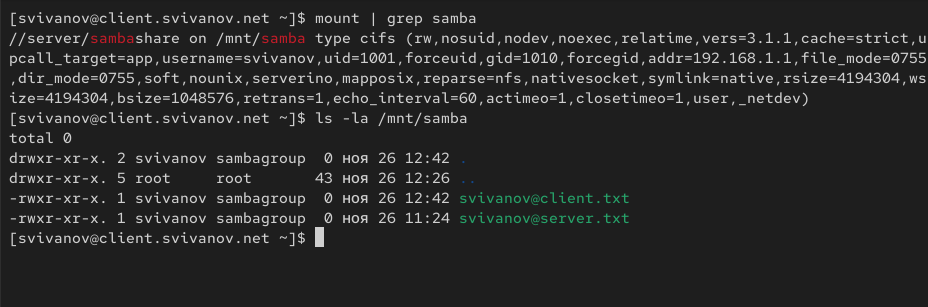 [svivanov@client.svivanov.net ~]$ mount | grep samba
//server/sambashare on /mnt/samba type cifs (rw,nosuid,nodev,noexec,relatime,vers=3.1.1,cache=strict,u
pcall_target=app,username=svivanov,uid=1001,forceuid,gid=1010,forcegid,addr=192.168.1.1,file_mode=0755
,dir_mode=0755,soft,nounix,serverino,mapposix,reparse=nfs,nativesocket,symlink=native,rsize=4194304,ws
ize=4194304,bsize=1048576,retrans=1,echo_interval=60,actimeo=1,closetimeo=1,user,_netdev)
[svivanov@client.svivanov.net ~]$ ls -la /mnt/samba
total 0
drwxr-xr-x. 2 svivanov sambagroup  0 ноя 26 12:42 .
drwxr-xr-x. 5 root     root       43 ноя 26 12:26 ..
-rwxr-xr-x. 1 svivanov sambagroup  0 ноя 26 12:42 svivanov@client.txt
-rwxr-xr-x. 1 svivanov sambagroup  0 ноя 26 11:24 svivanov@server.txt
[svivanov@client.svivanov.net ~]$